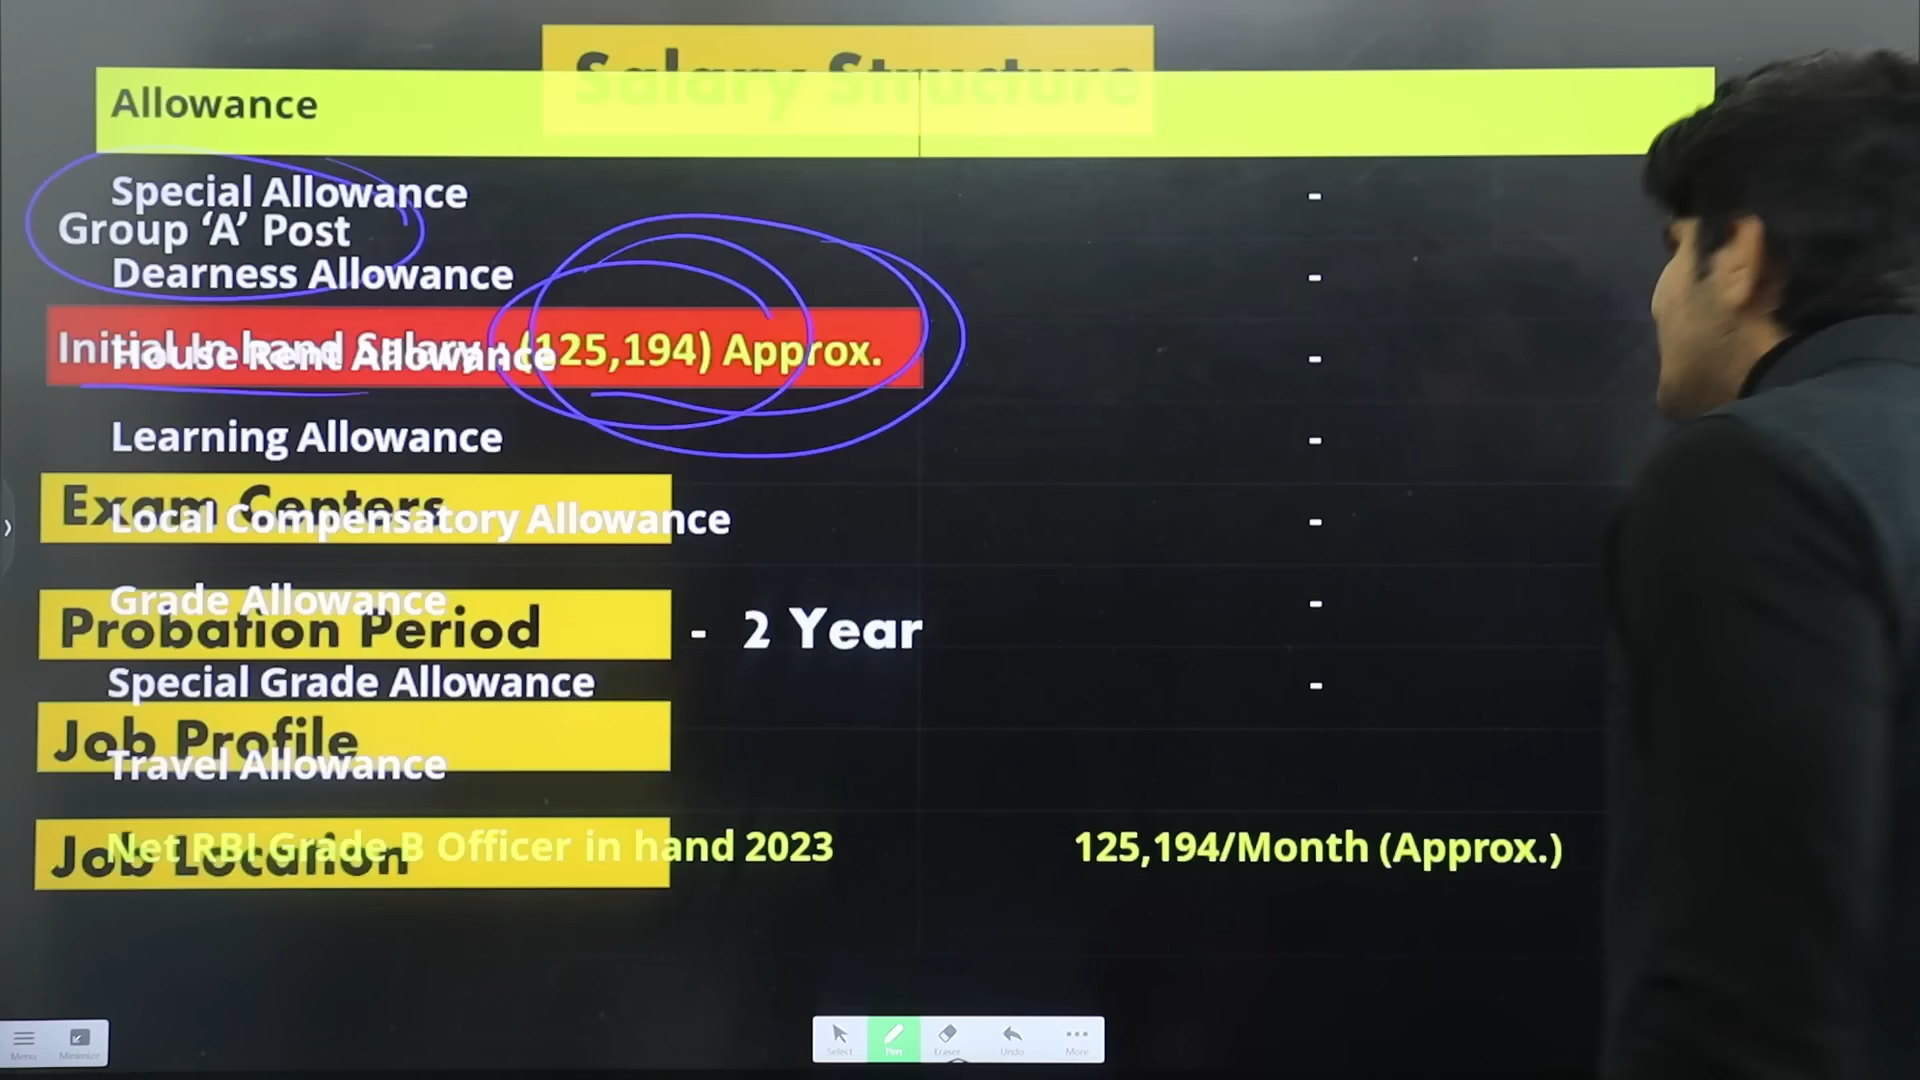 Salary Structure
Allowance
Special Allowance -
Group ‘A’ Post
Dearness Allowance -
Initial In hand Salary : (125,194) Approx.
House Rent Allowance -
Learning Allowance -
Exam Centers
Local Compensatory Allowance -
Grade Allowance -
Probation Period - 2 Year
Special Grade Allowance -
Job Profile
Travel Allowance
Net RBI Grade B Officer in hand 2023 125,194/Month (Approx.)
Job Location
Menu Minimize Select Pen Eraser Undo More